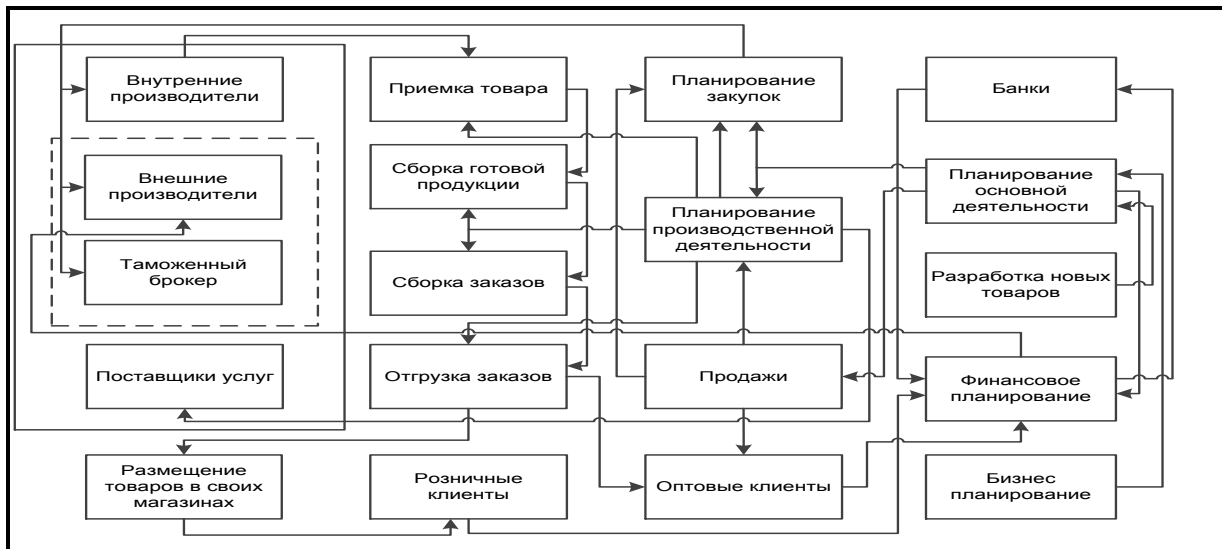 Внутренние
производители
Приемка товара
Планирование
закупок
Банки
Внешние
производители
Сборка готовой
продукции
Планирование
производственной
деятельности
Планирование
основной
деятельности
Таможенный
брокер
Сборка заказов
Разработка новых
товаров
Поставщики услуг
Отгрузка заказов
Продажи
Финансовое
планирование
Размещение
товаров в своих
магазинах
Розничные
клиенты
Оптовые клиенты
Бизнес
планирование